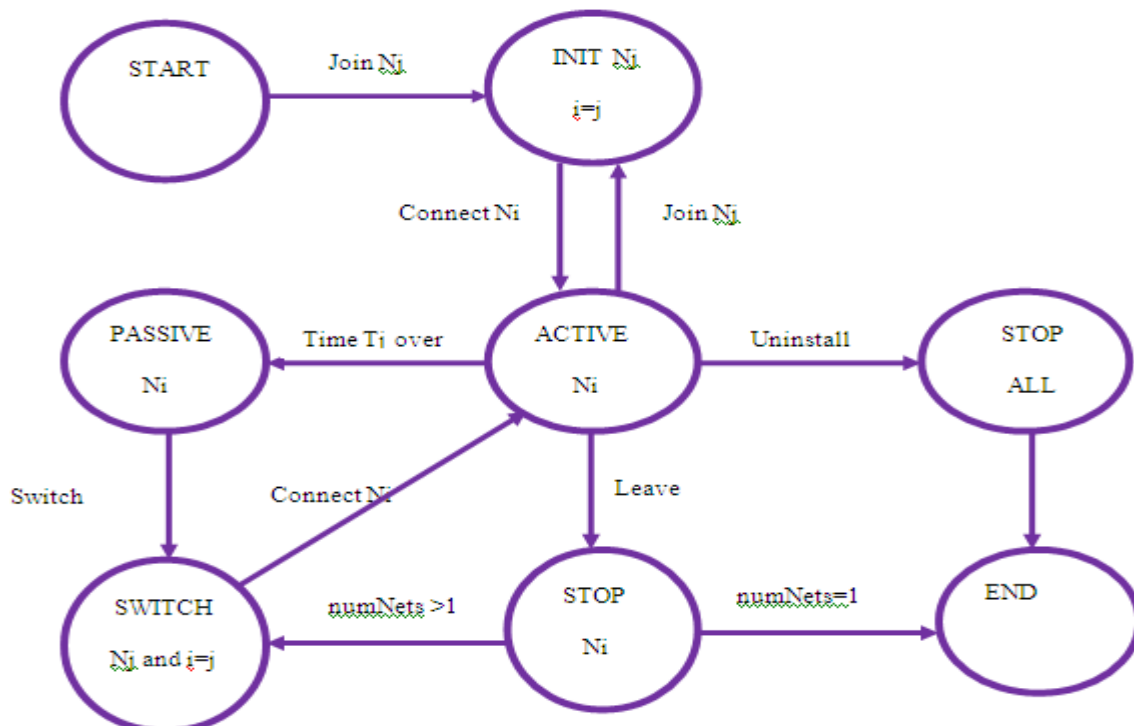 START
Join Nj
INIT Nj
i=j
Connect Ni
Join Nj
PASSIVE
Ni
Time Tj over
ACTIVE
Ni
Uninstall
STOP
ALL
Switch
Connect Ni
Leave
SWITCH
Nj and i=j
numNets >1
STOP
Ni
numNets=1
END